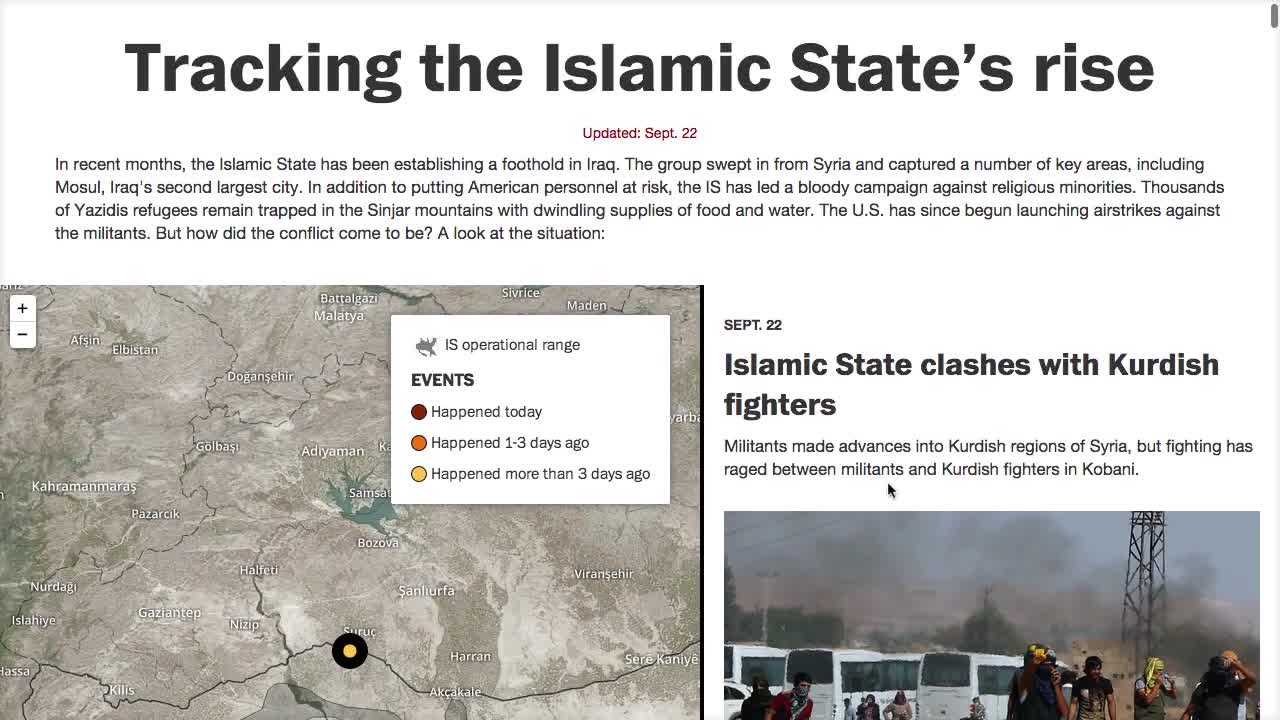 Tracking the Islamic State’s rise
Updated: Sept. 22
In recent months, the Islamic State has been establishing a foothold in Iraq. The group swept in from Syria and captured a number of key areas, including
Mosul, Iraq's second largest city. In addition to putting American personnel at risk, the IS has led a bloody campaign against religious minorities. Thousands
of Yazidis refugees remain trapped in the Sinjar mountains with dwindling supplies of food and water. The U.S. has since begun launching airstrikes against
the militants. But how did the conflict come to be? A look at the situation:
+
−
Sivrice
Battalgazi
Maden
Malatya
Afşin
Elbistan
Doğanşehir
Gölbaşı
Adıyaman
Kahramanmaraş
Samsat
Pazarcık
Bozova
Halfeti
Viranşehir
Nurdağı
Şanlıurfa
Gaziantep
Islahiye
Nizip
Suruç
Harran
Serê Kaniyê
Hassa
Kilis
Akçakale
IS operational range
EVENTS
Happened today
Happened 1-3 days ago
Happened more than 3 days ago
SEPT. 22
Islamic State clashes with Kurdish
fighters
Militants made advances into Kurdish regions of Syria, but fighting has
raged between militants and Kurdish fighters in Kobani.